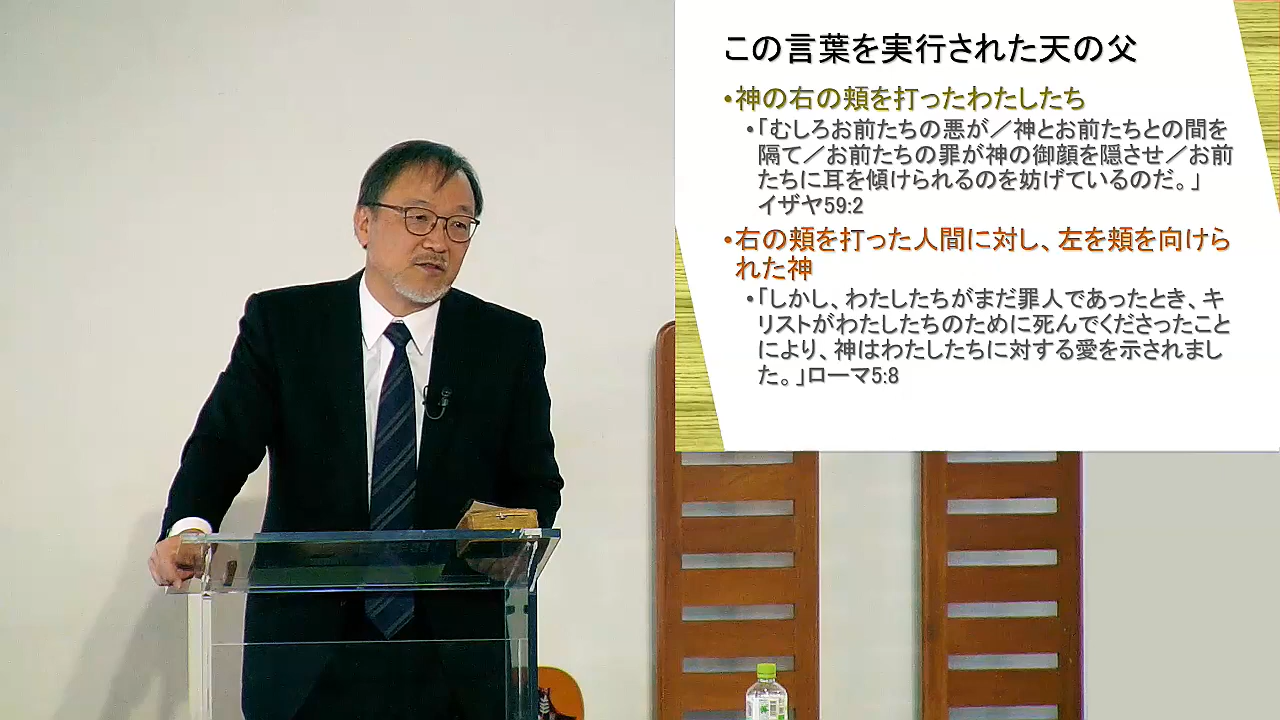 この言葉を実行された天の父
•神の右の頬を打ったわたしたち
•「むしろお前たちの悪が／神とお前たちとの間を
隔て／お前たちの罪が神の御顔を隠させ／お前
たちに耳を傾けられるのを妨げているのだ。」
イザヤ59:2
•右の頬を打った人間に対し、左を頬を向けら
れた神
•「しかし、わたしたちがまだ罪人であったとき、キ
リストがわたしたちのために死んでくださったこと
により、神はわたしたちに対する愛を示されまし
た。」ローマ5:8